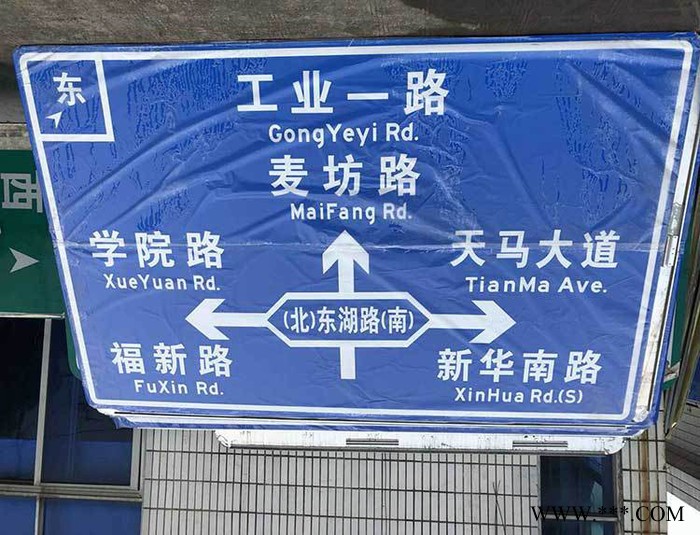 东
工业一路
GongYeyi Rd.
麦坊路
MaiFang Rd.
学院路
XueYuan Rd.
天马大道
TianMa Ave.
(北)东湖路(南)
福新路
FuXin Rd.
新华南路
XinHua Rd.(S)
西
WWW.***.COM